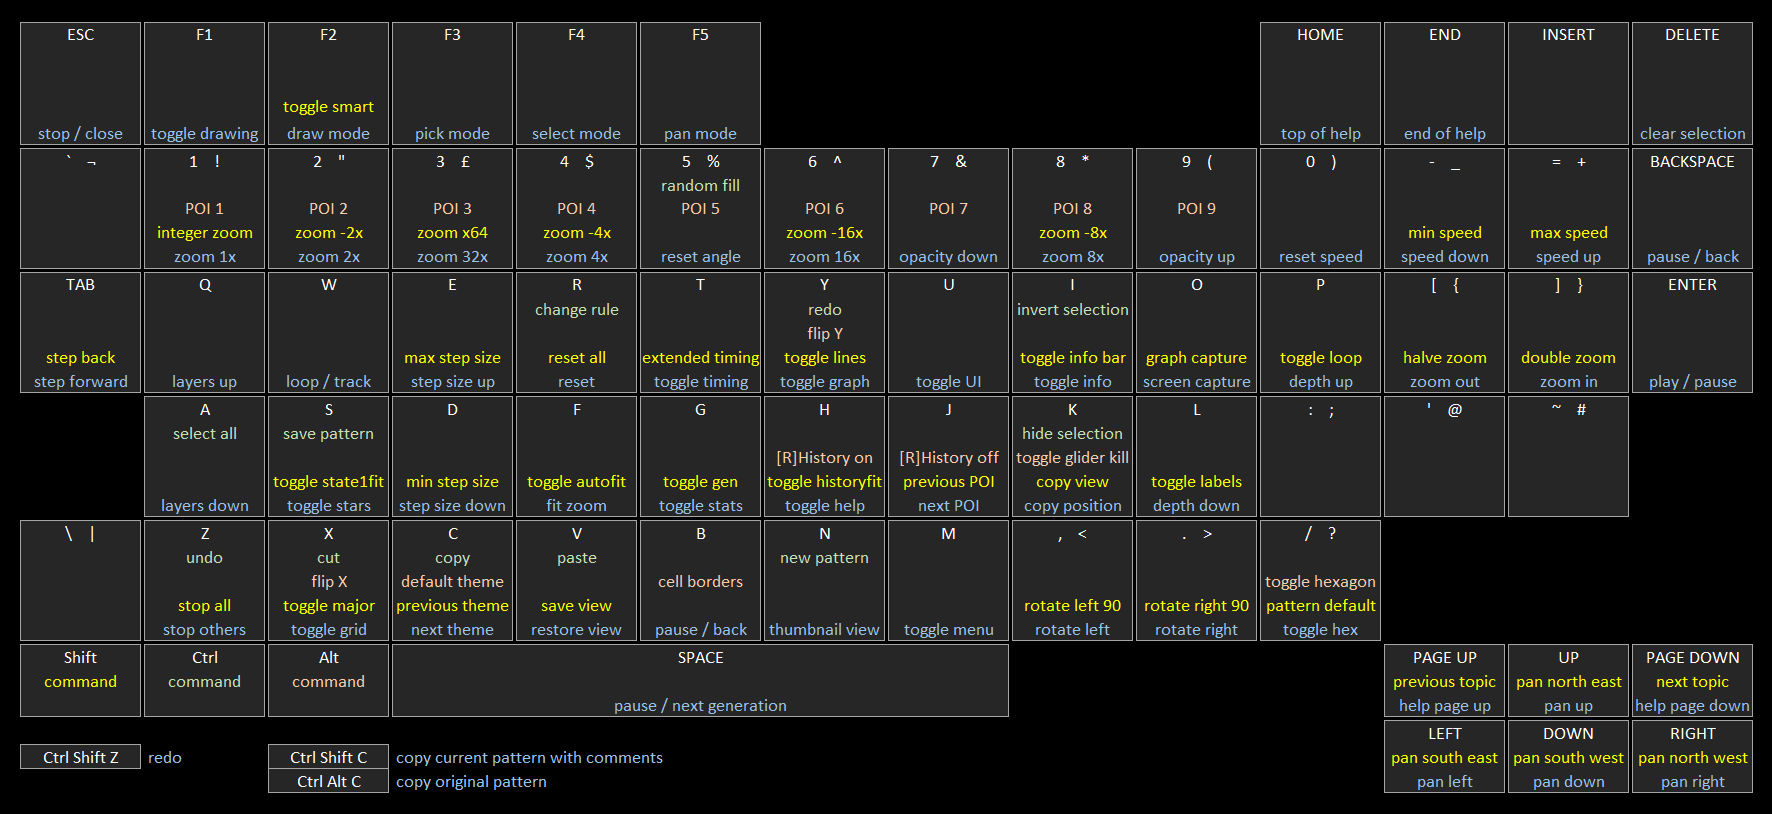 ESC F1 F2 F3 F4 F5 HOME END INSERT DELETE
toggle smart
stop / close toggle drawing draw mode pick mode select mode pan mode top of help end of help clear selection
` ¬ 1 ! 2 " 3 £ 4 $ 5 % 6 ^ 7 & 8 * 9 ( 0 ) - _ = + BACKSPACE
random fill
POI 1 POI 2 POI 3 POI 4 POI 5 POI 6 POI 7 POI 8 POI 9
integer zoom zoom -2x zoom x64 zoom -4x zoom -16x zoom -8x min speed max speed
zoom 1x zoom 2x zoom 32x zoom 4x reset angle zoom 16x opacity down zoom 8x opacity up reset speed speed down speed up pause / back
TAB Q W E R T Y U I O P [ { ] } ENTER
change rule redo invert selection
flip Y
step back max step size reset all extended timing toggle lines toggle info bar graph capture toggle loop halve zoom double zoom
step forward layers up loop / track step size up reset toggle timing toggle graph toggle UI toggle info screen capture depth up zoom out zoom in play / pause
A S D F G H J K L : ; ' @ ~ #
select all save pattern hide selection
[R]History on [R]History off toggle glider kill
toggle state1fit min step size toggle autofit toggle gen toggle historyfit previous POI copy view toggle labels
layers down toggle stars step size down fit zoom toggle stats toggle help next POI copy position depth down
\ | Z X C V B N M , < . > / ?
undo cut copy paste new pattern
flip X default theme cell borders toggle hexagon
stop all toggle major previous theme save view rotate left 90 rotate right 90 pattern default
stop others toggle grid next theme restore view pause / back thumbnail view toggle menu rotate left rotate right toggle hex
Shift Ctrl Alt SPACE PAGE UP UP PAGE DOWN
command command command previous topic pan north east next topic
pause / next generation help page up pan up help page down
LEFT DOWN RIGHT
Ctrl Shift Z redo Ctrl Shift C copy current pattern with comments pan south east pan south west pan north west
Ctrl Alt C copy original pattern pan left pan down pan right